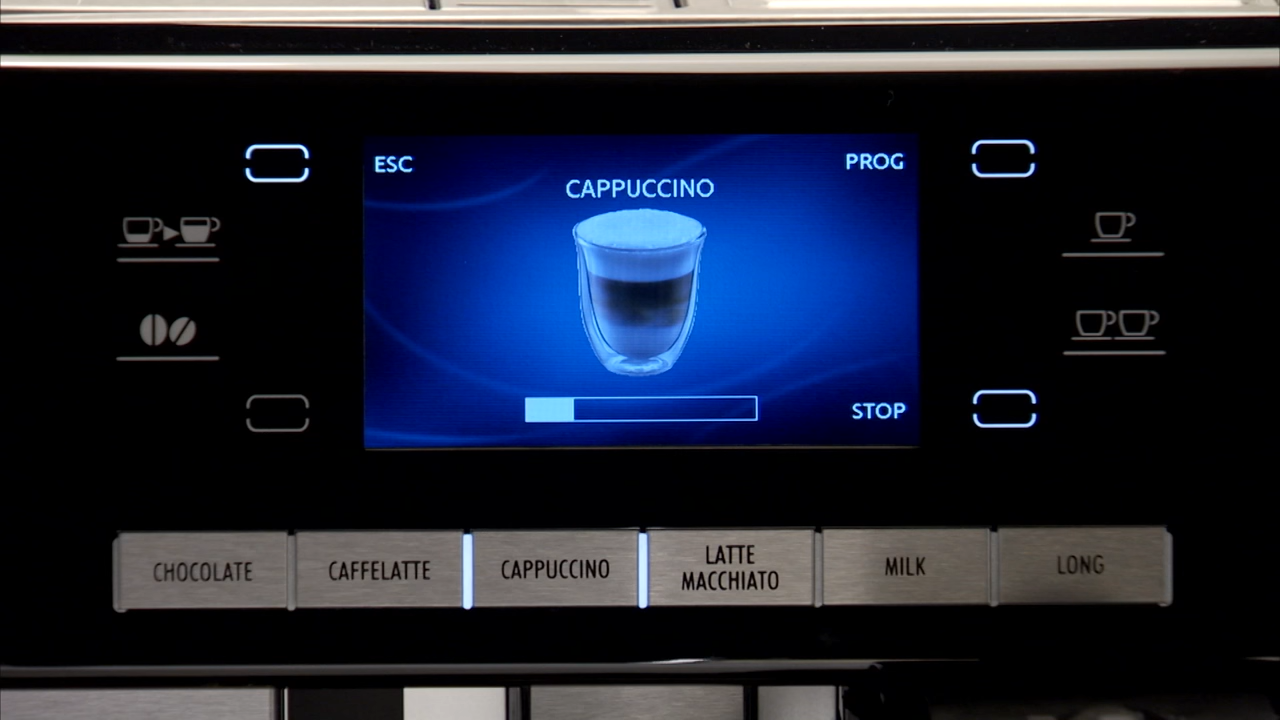 ESC
PROG
CAPPUCCINO
STOP
CHOCOLATE
CAFFELATTE
CAPPUCCINO
LATTE
MACCHIATO
MILK
LONG